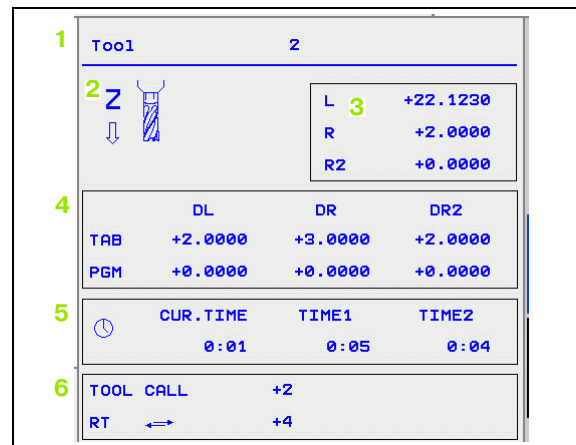 1 Tool 2
2 Z
3
L +22.1230
R +2.0000
R2 +0.0000
4
DL DR DR2
TAB +2.0000 +3.0000 +2.0000
PGM +0.0000 +0.0000 +0.0000
5
CUR.TIME TIME1 TIME2
0:01 0:05 0:04
6
TOOL CALL +2
RT +4